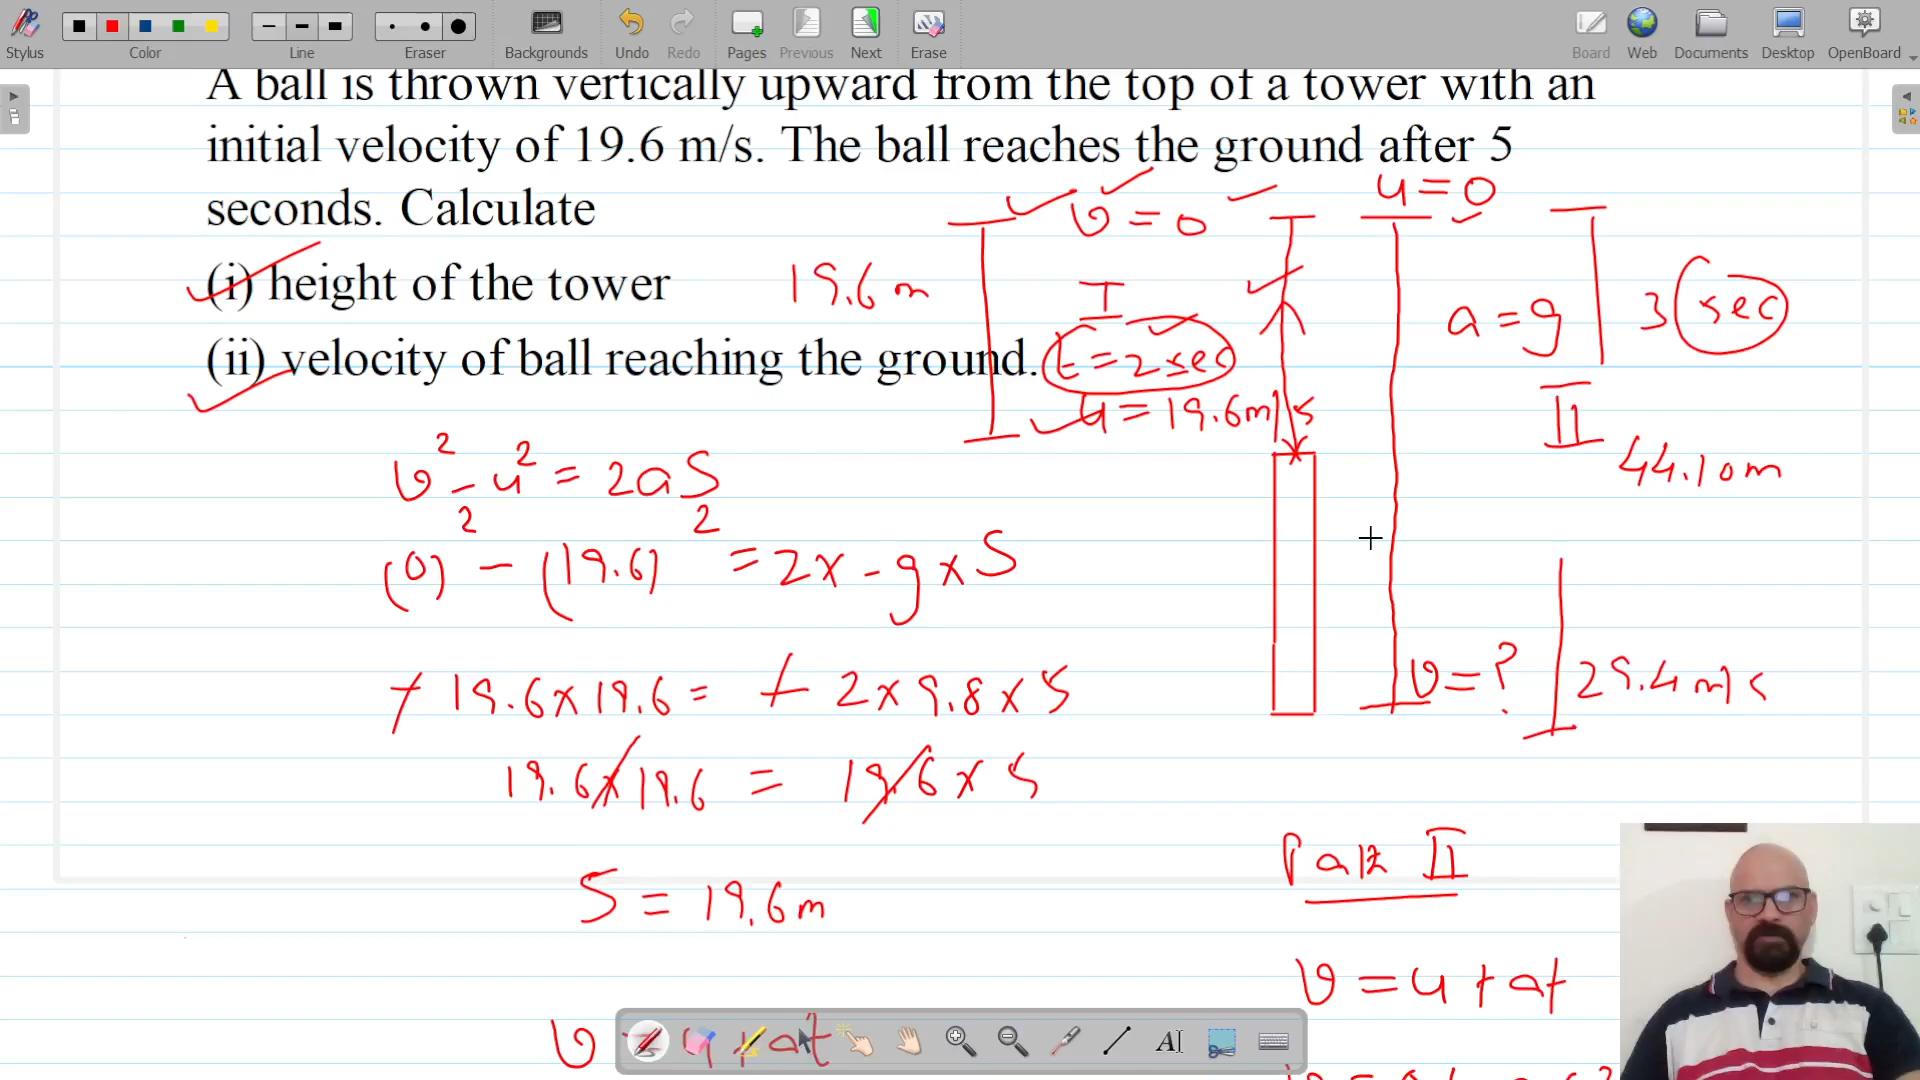 Stylus Color Line Eraser Backgrounds Undo Redo Pages Previous Next Erase Board Web Documents Desktop OpenBoard
A ball is thrown vertically upward from the top of a tower with an
initial velocity of 19.6 m/s. The ball reaches the ground after 5
seconds. Calculate
(i) height of the tower
(ii) velocity of ball reaching the ground.
v = 0
u = 0
19.6 m
I
t = 2 sec
u = 19.6 m/s
a = g
3 sec
II
44.10 m
v² - u² = 2aS
(0)² - (19.6)² = 2 x - g x S
- 19.6 x 19.6 = - 2 x 9.8 x S
19.6 x 19.6 = 19.6 x S
S = 19.6 m
v = ?
29.4 m/s
Part II
v = u + at
v = u + at